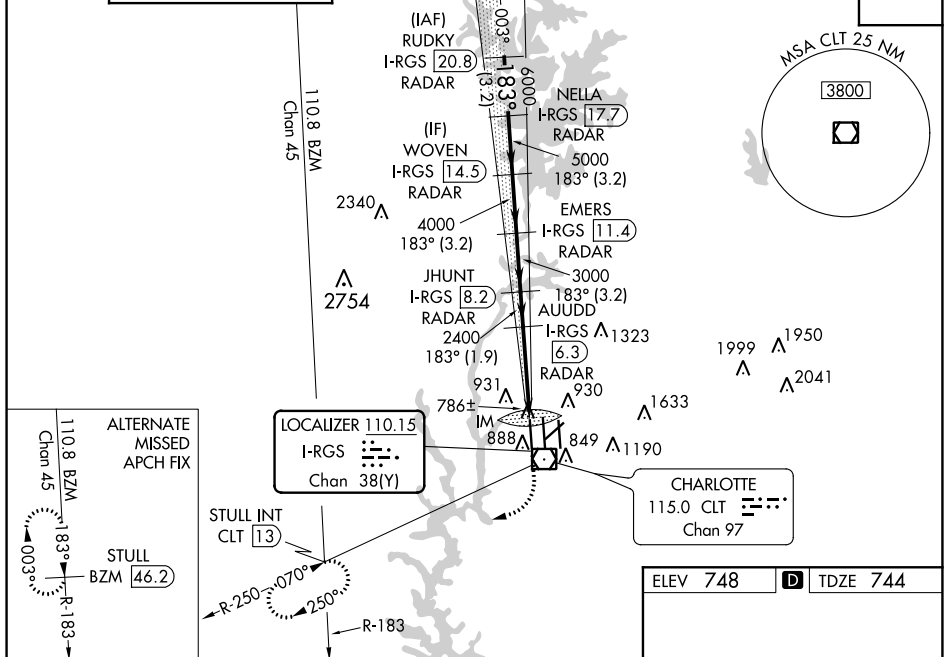 (IAF)
RUDKY
I-RGS 20.8
RADAR
003°
183°
(3.2)
6000
NELLA
I-RGS 17.7
RADAR
5000
183° (3.2)
MSA CLT 25 NM
3800
110.8 BZM
Chan 45
(IF)
WOVEN
I-RGS 14.5
RADAR
2340
4000
183° (3.2)
EMERS
I-RGS 11.4
RADAR
3000
183° (3.2)
2754
JHUNT
I-RGS 8.2
RADAR
2400
183° (1.9)
AUUDD
I-RGS
6.3
RADAR
1323
1999
1950
2041
931
930
786±
IM
1633
888
849
1190
LOCALIZER 110.15
I-RGS
Chan 38(Y)
CHARLOTTE
115.0 CLT
Chan 97
ALTERNATE
MISSED
APCH FIX
110.8 BZM
Chan 45
183°
003°
STULL
BZM 46.2
R-183
STULL INT
CLT 13
R-250
070°
250°
R-183
ELEV 748
D
TDZE 744